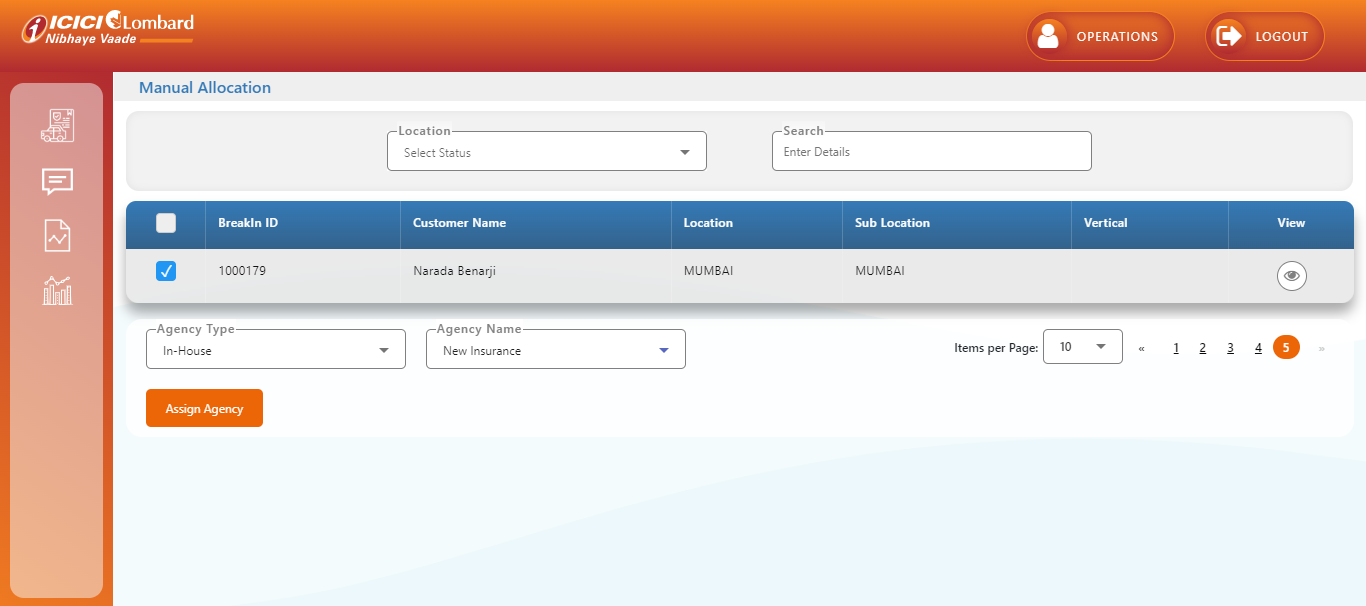 ICICI Lombard
Nibhaye Vaade
OPERATIONS
LOGOUT
Manual Allocation
Location
Select Status
Search
Enter Details
BreakIn ID Customer Name Location Sub Location Vertical View
1000179 Narada Benarji MUMBAI MUMBAI
Agency Type
In-House
Agency Name
New Insurance
Items per Page: 10 « 1 2 3 4 5 »
Assign Agency